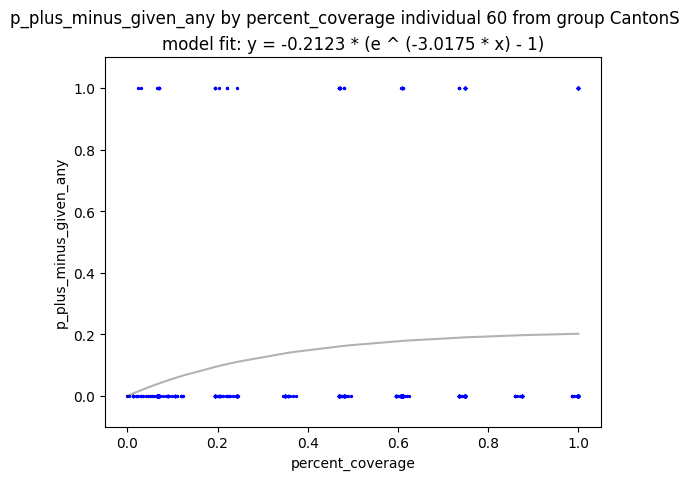 p_plus_minus_given_any by percent_coverage individual 60 from group CantonS
model fit: y = -0.2123 * (e ^ (-3.0175 * x) - 1)
1.0
0.8
0.6
0.4
0.2
0.0
p_plus_minus_given_any
0.0 0.2 0.4 0.6 0.8 1.0
percent_coverage